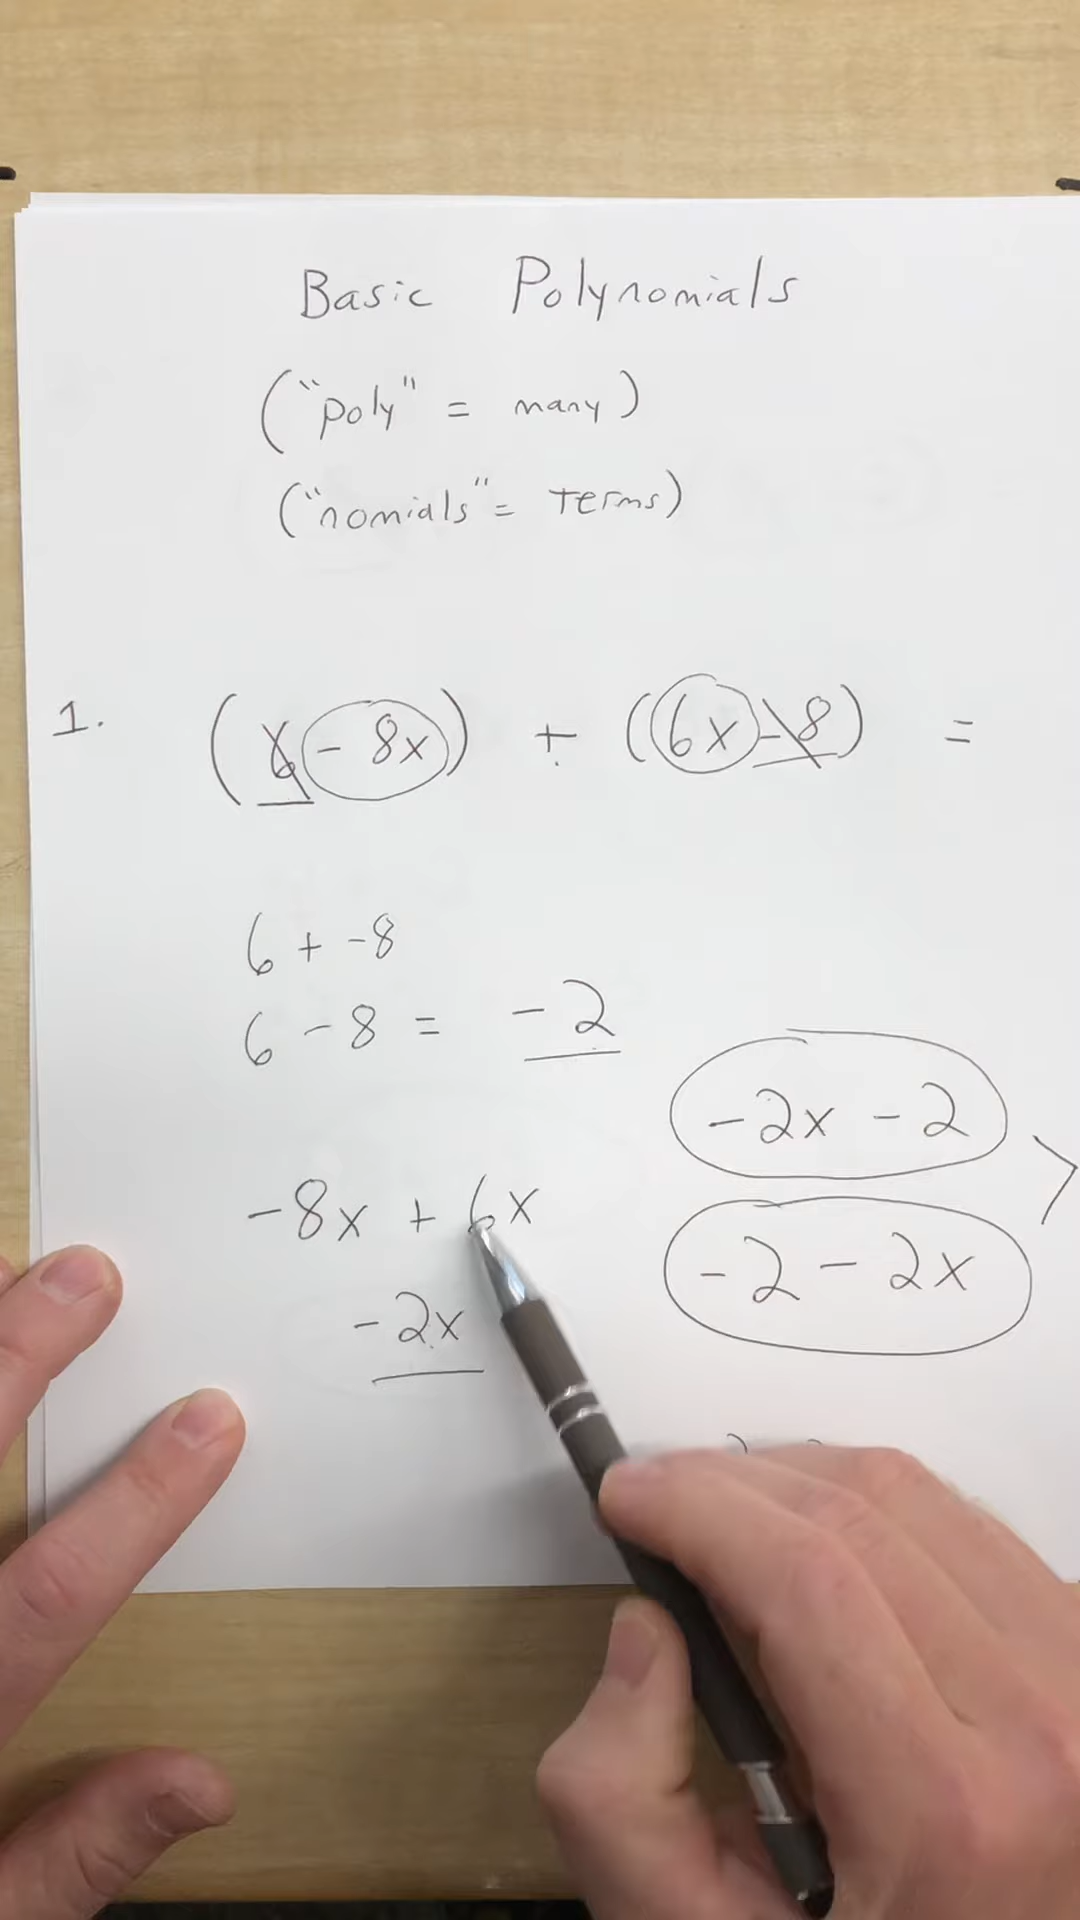 Basic Polynomials
("poly" = many)
("nomials" = terms)
1. (6 - 8x) + (6x - 8) =
6 + -8
6 - 8 = -2
-2x - 2
-8x + 6x
-2 - 2x
-2x